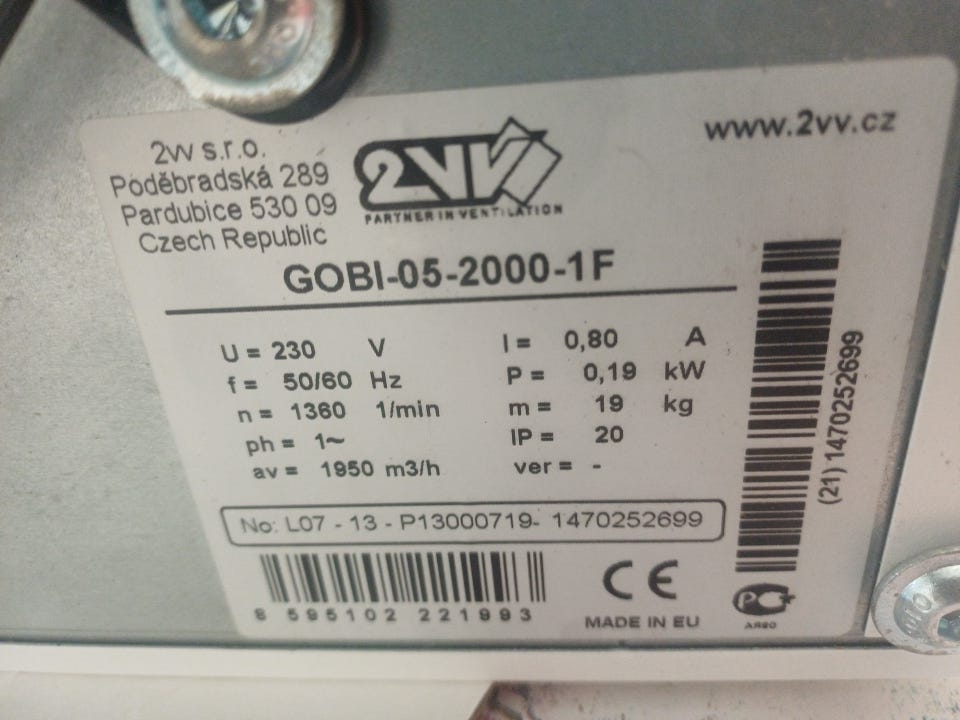 2vv s.r.o.
Poděbradská 289
Pardubice 530 09
Czech Republic
2VV
PARTNER IN VENTILATION
www.2vv.cz
GOBI-05-2000-1F
U = 230 V
f = 50/60 Hz
n = 1360 1/min
ph = 1~
av = 1950 m3/h
I = 0,80 A
P = 0,19 kW
m = 19 kg
IP = 20
ver = -
(21) 1470252699
No: L07 - 13 - P13000719- 1470252699
8 595102 221993
CE
MADE IN EU